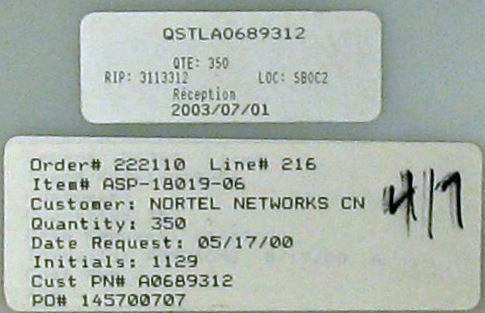 QSTLA0689312
QTE: 350
RIP: 3113312 LOC: SB0C2
Réception
2003/07/01
Order# 222110 Line# 216
Item# ASP-18019-06
Customer: NORTEL NETWORKS CN
Quantity: 350
Date Request: 05/17/00
Initials: 1129
Cust PN# A0689312
PO# 145700707
4/7